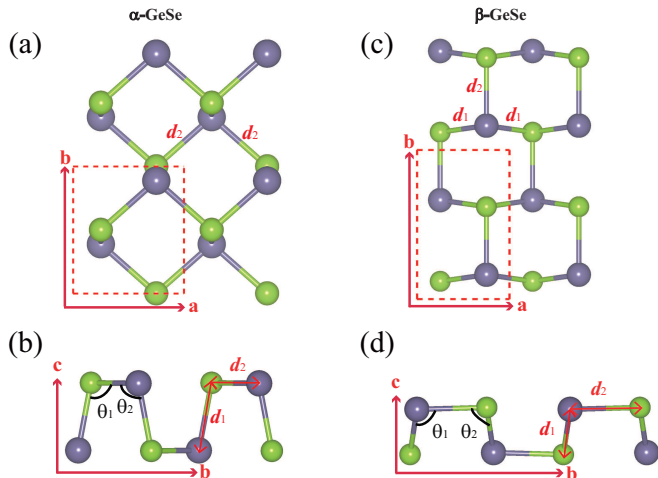 α-GeSe
β-GeSe
(a)
(c)
d2
d1 d1
d2 d2
b
b
a
a
(b)
(d)
c
d2
θ1 θ2
d1
b
c
d2
θ1 θ2
d1
b